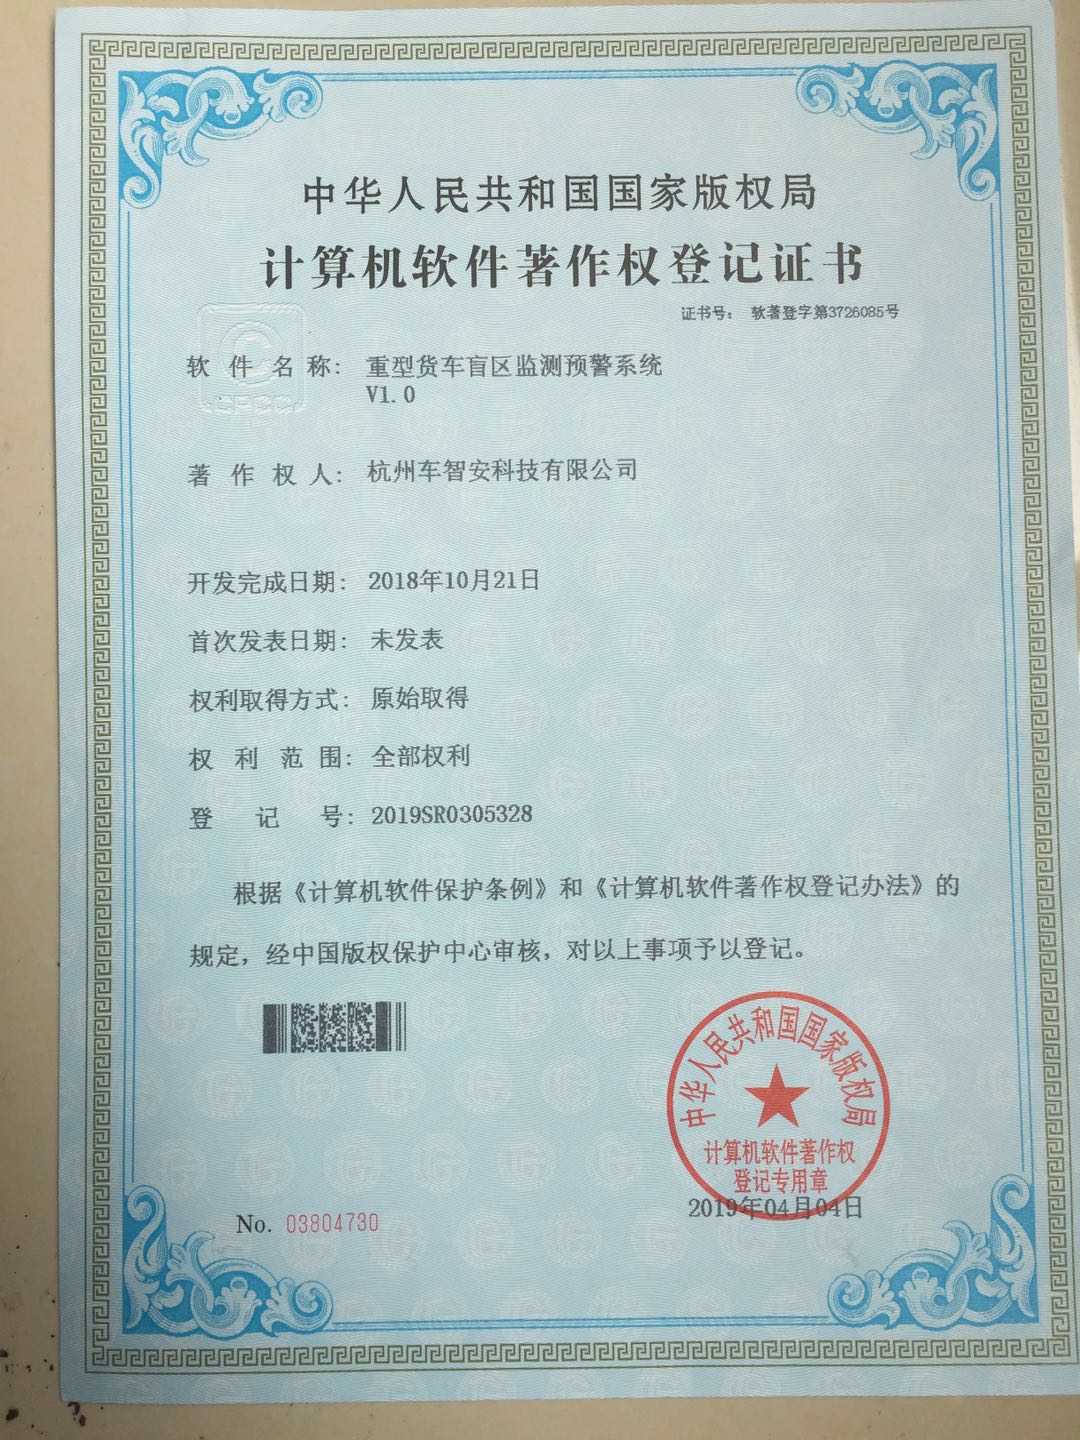 中华人民共和国国家版权局
计算机软件著作权登记证书
证书号： 软著登字第3726085号
软件名称： 重型货车盲区监测预警系统
V1.0
著作权人： 杭州车智安科技有限公司
开发完成日期： 2018年10月21日
首次发表日期： 未发表
权利取得方式： 原始取得
权利范围： 全部权利
登记号： 2019SR0305328
根据《计算机软件保护条例》和《计算机软件著作权登记办法》的
规定，经中国版权保护中心审核，对以上事项予以登记。
中华人民共和国国家版权局
计算机软件著作权
登记专用章
2019年04月04日
No. 03804730
CPCC